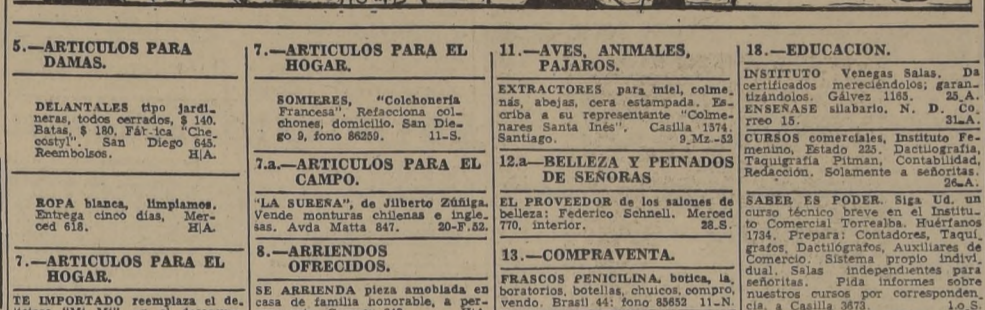 5.—ARTICULOS PARA
DAMAS.
DELANTALES tipo jardi-
neras, todos cerrados, $ 140.
Batas, $ 180. Fábrica "Che-
costyl". San Diego 645.
Reembolsos. H|A.
ROPA blanca, limpiamos.
Entrega cinco días, Mer-
ced 618. H|A.
7.—ARTICULOS PARA EL
HOGAR.
TE IMPORTADO reemplaza el de-
7.—ARTICULOS PARA EL
HOGAR.
SOMIERES, "Colchonería
Francesa". Refacciona col-
chones, domicilio. San Die-
go 9, fono 86259. 11-S.
7.a.—ARTICULOS PARA EL
CAMPO.
"LA SUREÑA", de Jilberto Zúñiga.
Vende monturas chilenas e ingle-
sas. Avda Matta 847. 20-F.52.
8.—ARRIENDOS
OFRECIDOS.
SE ARRIENDA pieza amoblada en
casa de familia honorable, a per-
11.—AVES, ANIMALES,
PAJAROS.
EXTRACTORES para miel, colme-
nás, abejas, cera estampada. Es-
criba a su representante "Colme-
nares Santa Inés". Casilla 1574.
Santiago. 9_Mz.-52
12.a—BELLEZA Y PEINADOS
DE SEÑORAS
EL PROVEEDOR de los salones de
belleza: Federico Schnell. Merced
770, interior. 28.S.
13.—COMPRAVENTA.
FRASCOS PENICILINA, botica, la-
boratorios, botellas, chuicos, compro,
vendo. Brasil 44: fono 85652 11-N.
18.—EDUCACION.
INSTITUTO Venegas Salas. Da
certificados mereciéndolos; garan-
tizándolos. Gálvez 1165. 25_A.
ENSEÑASE silabario, N. D. Co-
rreo 15. 31_A.
CURSOS comerciales, Instituto Fe-
menino, Estado 225. Dactilografía,
Taquigrafía Pitman, Contabilidad,
Redacción. Solamente a señoritas.
26_A.
SABER ES PODER. Siga Ud. un
curso técnico breve en el Institu-
to Comercial Torrealba. Huérfanos
1734. Prepara: Contadores, Taquí-
grafos, Dactilógrafos, Auxiliares de
Comercio. Sistema propio indivi-
dual. Salas independientes para
señoritas. Pida informes sobre
nuestros cursos por corresponden-
cia, a Casilla 3673. 1.o S.